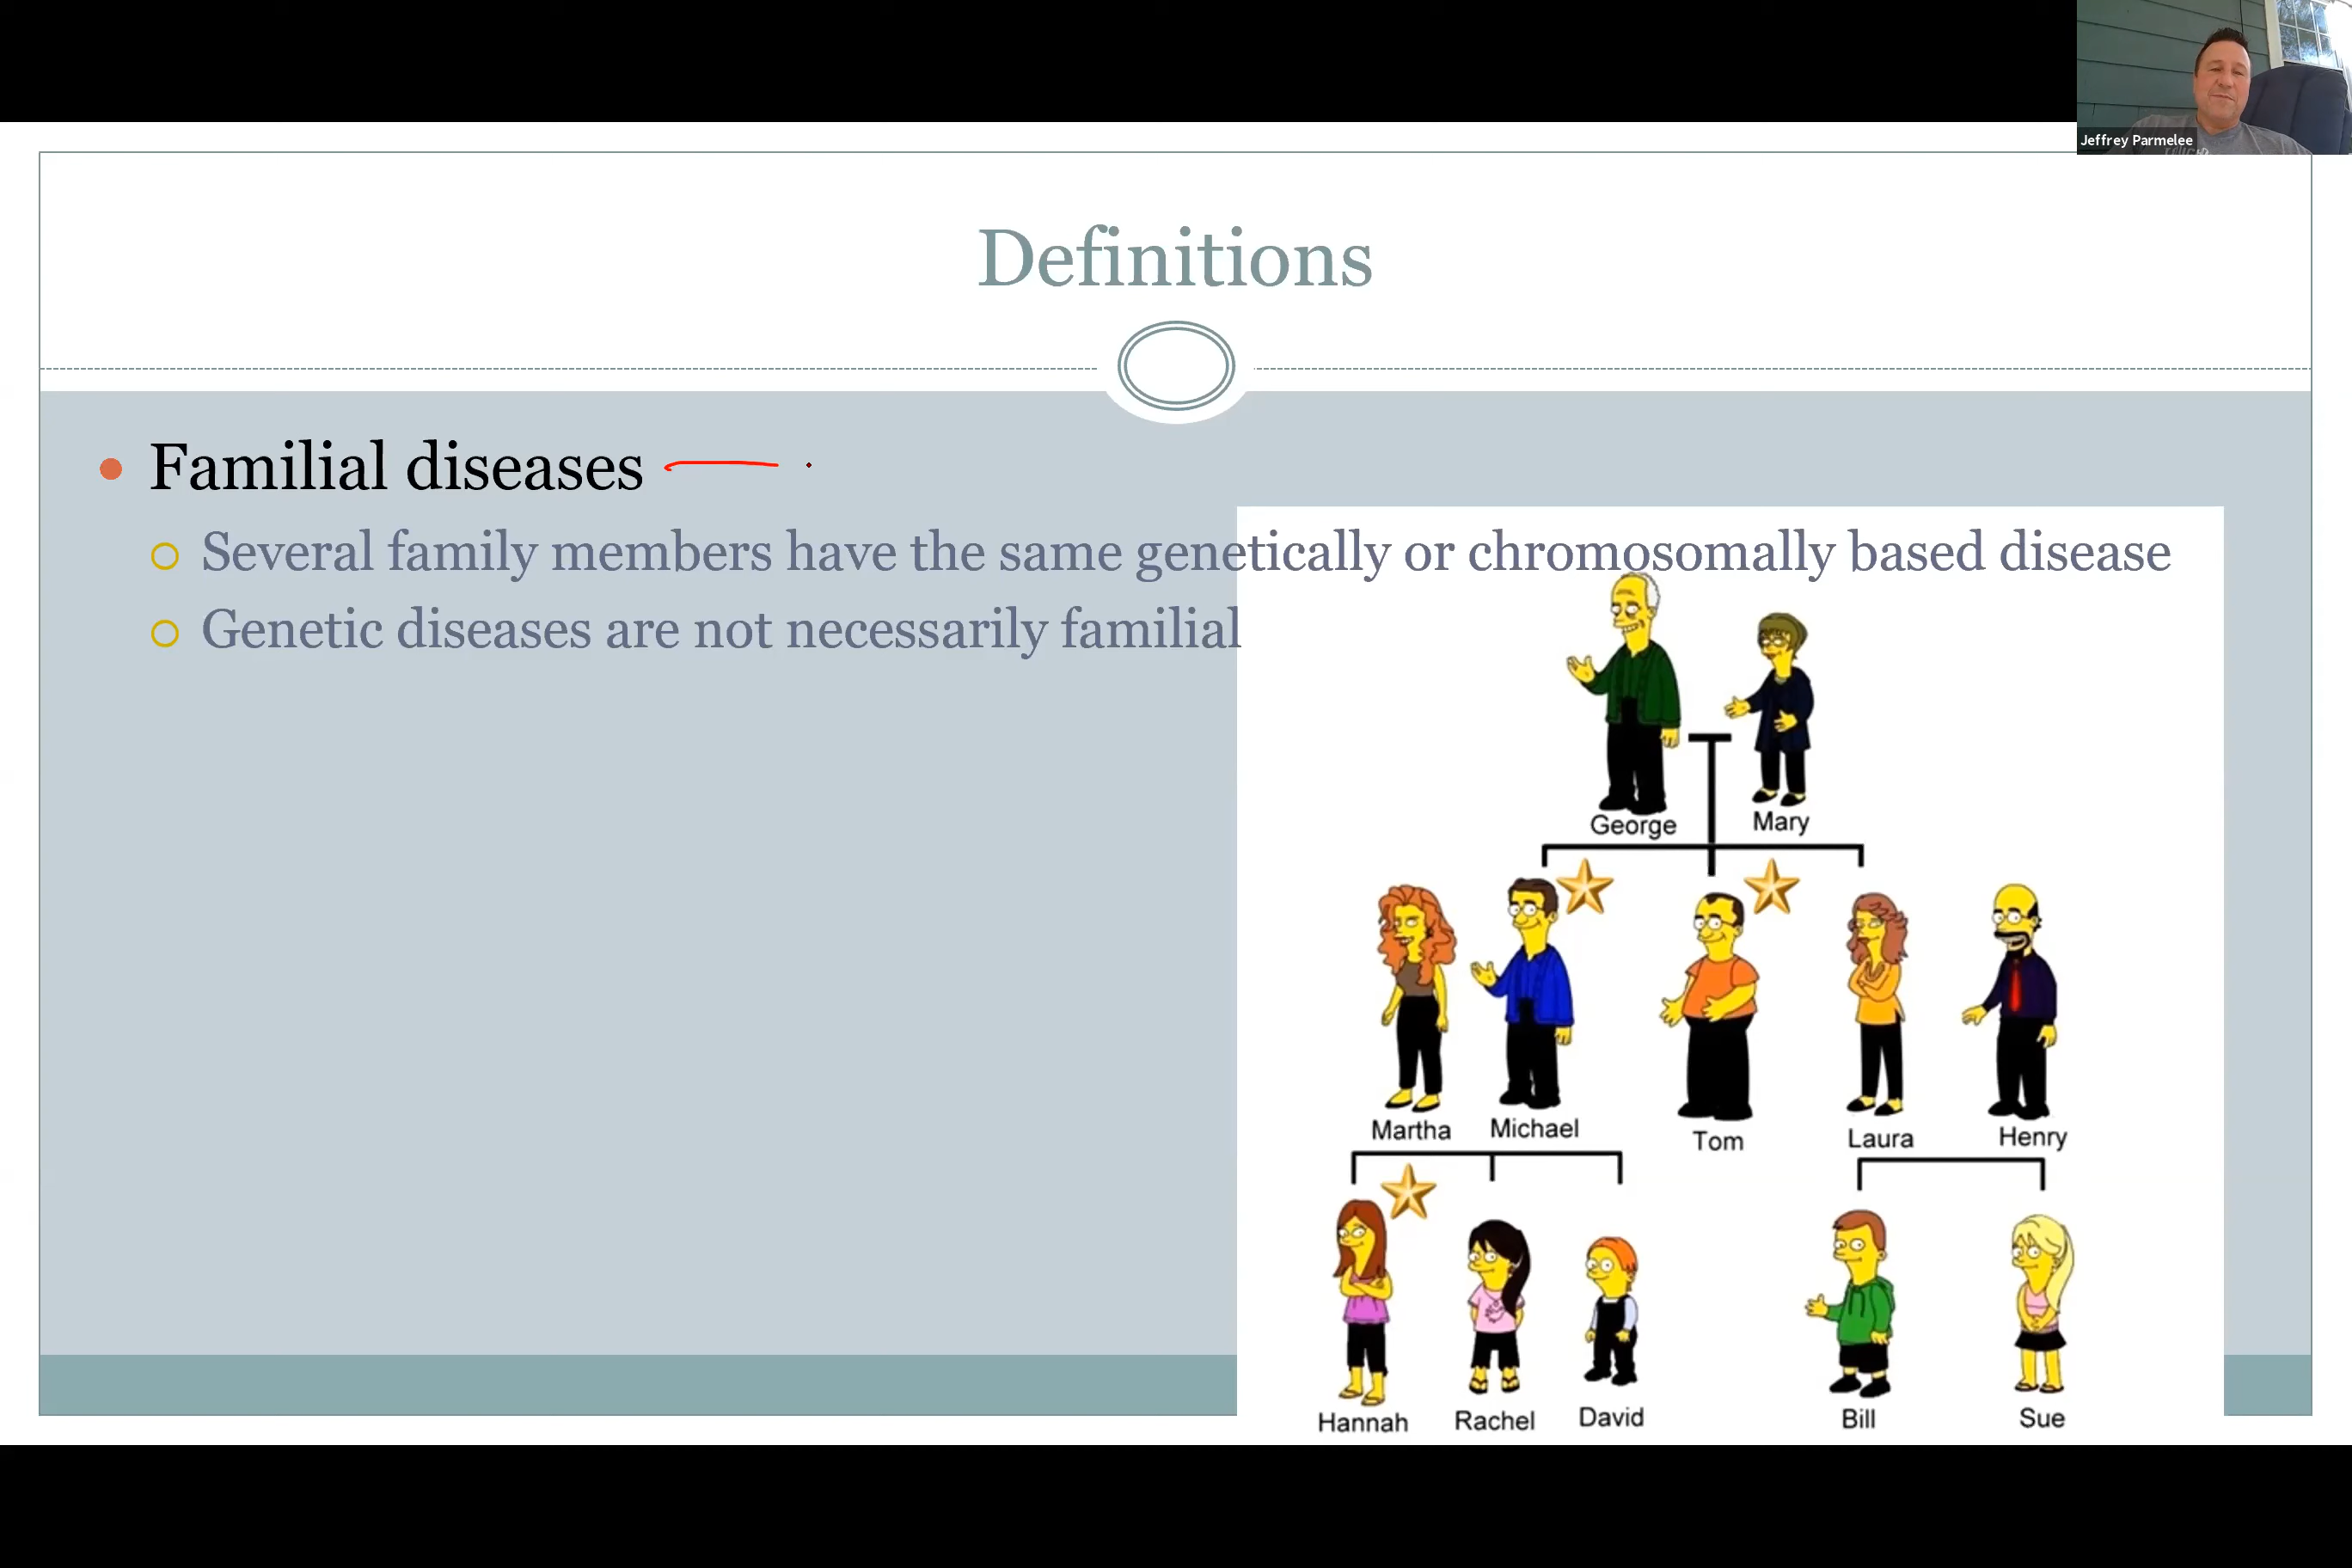 Jeffrey Parmelee
Definitions
Familial diseases
Several family members have the same genetically or chromosomally based disease
Genetic diseases are not necessarily familial
George
Mary
Martha
Michael
Tom
Laura
Henry
Hannah
Rachel
David
Bill
Sue